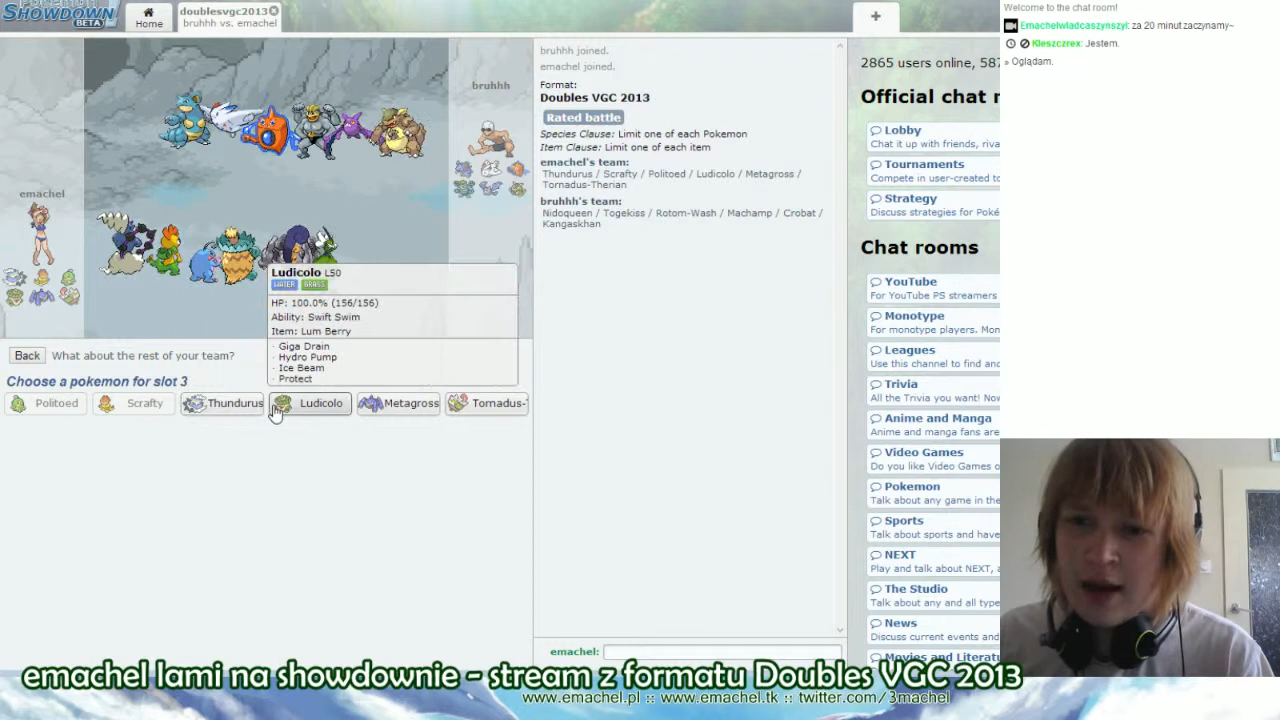 SHOWDOWN
BETA
Home
doublesvgc2013
bruhhh vs. emachel
+
bruhhh joined.
emachel joined.
Format:
Doubles VGC 2013
Rated battle
Species Clause: Limit one of each Pokemon
Item Clause: Limit one of each item
emachel's team:
Thundurus / Scrafty / Politoed / Ludicolo / Metagross /
Tornadus-Therian
bruhhh's team:
Nidoqueen / Togekiss / Rotom-Wash / Machamp / Crobat /
Kangaskhan
bruhhh
emachel
Ludicolo L50
WATER GRASS
HP: 100.0% (156/156)
Ability: Swift Swim
Item: Lum Berry
· Giga Drain
· Hydro Pump
· Ice Beam
· Protect
Back What about the rest of your team?
Choose a pokemon for slot 3
Politoed Scrafty Thundurus Ludicolo Metagross Tornadus-
emachel:
2865 users online, 587
Official chat r
Lobby
Chat it up with friends, riva
Tournaments
Compete in user-created to
Strategy
Discuss strategies for Poké
Chat rooms
YouTube
For YouTube PS streamers
Monotype
For monotype players. Mon
Leagues
Use this channel to find and
Trivia
All the Trivia you want! Now
Anime and Manga
Anime and manga fans are
Video Games
Do you like Video Games o
Pokemon
Talk about any game in the
Sports
Talk about sports and have
NEXT
Play and talk about NEXT, a
The Studio
Talk about any and all type
News
Discuss current events and
Movies and Literatu
Welcome to the chat room!
Emachelwladcaszynszyl: za 20 minut zaczynamy~
Kleszczrex: Jestem.
» Oglądam.
emachel lami na showdownie - stream z formatu Doubles VGC 2013
www.emachel.pl :: www.emachel.tk :: twitter.com/3machel